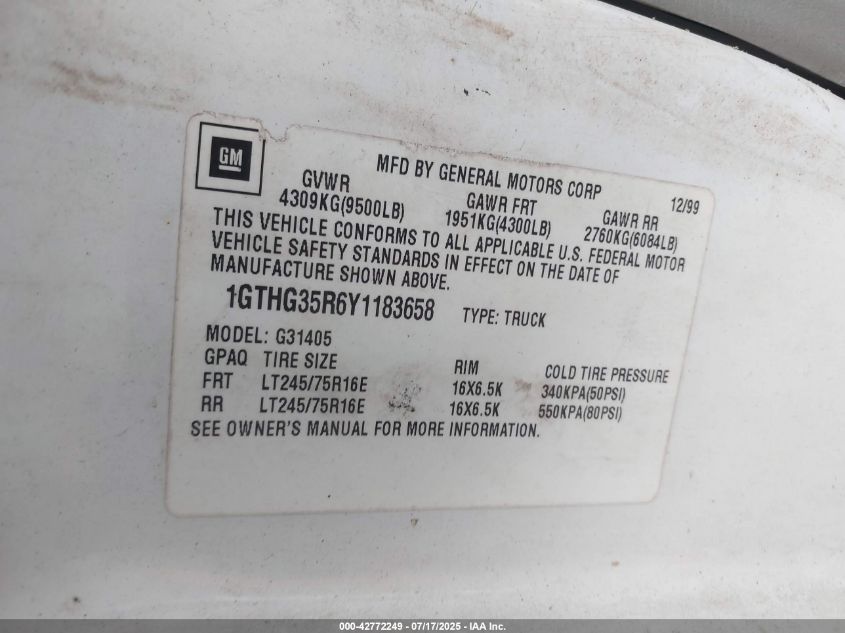 GM
MFD BY GENERAL MOTORS CORP
12/99
GVWR GAWR FRT GAWR RR
4309KG(9500LB) 1951KG(4300LB) 2760KG(6084LB)
THIS VEHICLE CONFORMS TO ALL APPLICABLE U.S. FEDERAL MOTOR
VEHICLE SAFETY STANDARDS IN EFFECT ON THE DATE OF
MANUFACTURE SHOWN ABOVE.
1GTHG35R6Y1183658 TYPE: TRUCK
MODEL: G31405
GPAQ TIRE SIZE RIM COLD TIRE PRESSURE
FRT LT245/75R16E 16X6.5K 340KPA(50PSI)
RR LT245/75R16E 16X6.5K 550KPA(80PSI)
SEE OWNER'S MANUAL FOR MORE INFORMATION.
000-42772249 - 07/17/2025 - IAA Inc.